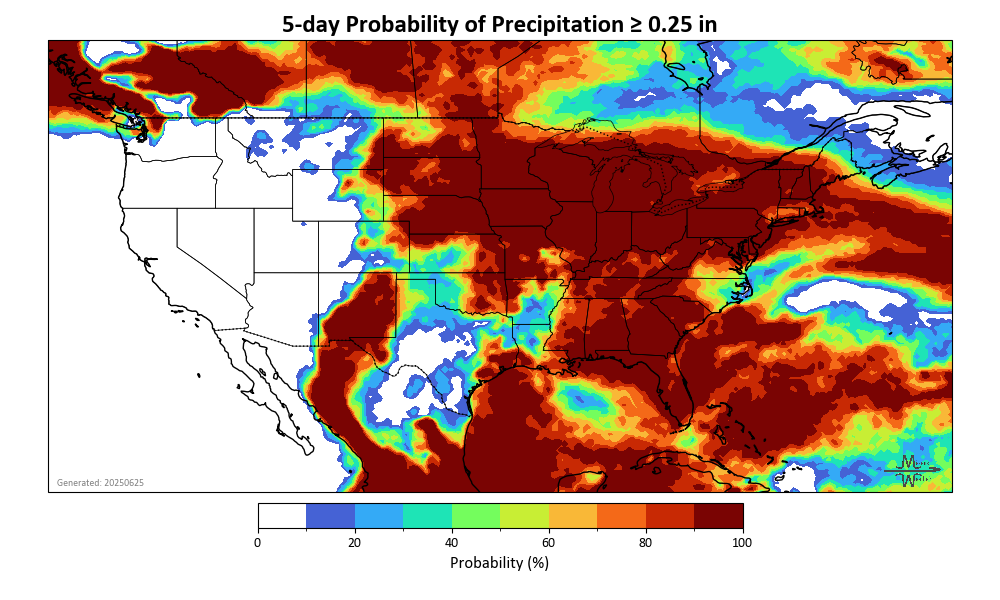 5-day Probability of Precipitation ≥ 0.25 in
Generated: 20250625
0 20 40 60 80 100
Probability (%)